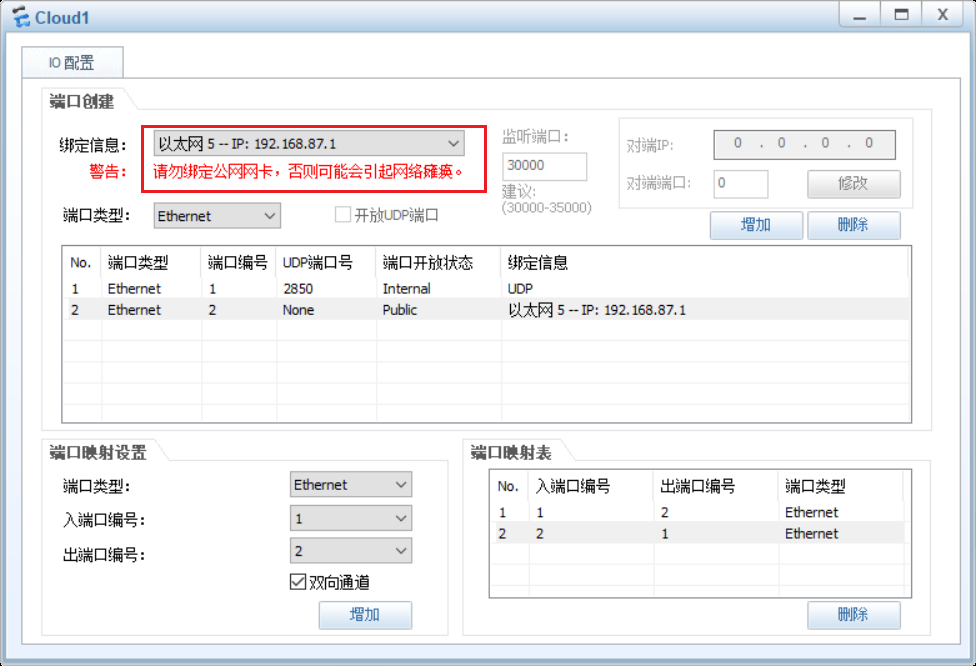 Cloud1
IO 配置
端口创建
绑定信息： 以太网 5 -- IP: 192.168.87.1
警告： 请勿绑定公网网卡，否则可能会引起网络瘫痪。
端口类型： Ethernet 开放UDP端口
监听端口：
30000
建议:
(30000-35000)
对端IP: 0 . 0 . 0 . 0
对端端口: 0 修改
增加 删除
No. 端口类型 端口编号 UDP端口号 端口开放状态 绑定信息
1 Ethernet 1 2850 Internal UDP
2 Ethernet 2 None Public 以太网 5 -- IP: 192.168.87.1
端口映射设置
端口类型: Ethernet
入端口编号: 1
出端口编号: 2
双向通道
增加
端口映射表
No. 入端口编号 出端口编号 端口类型
1 1 2 Ethernet
2 2 1 Ethernet
删除